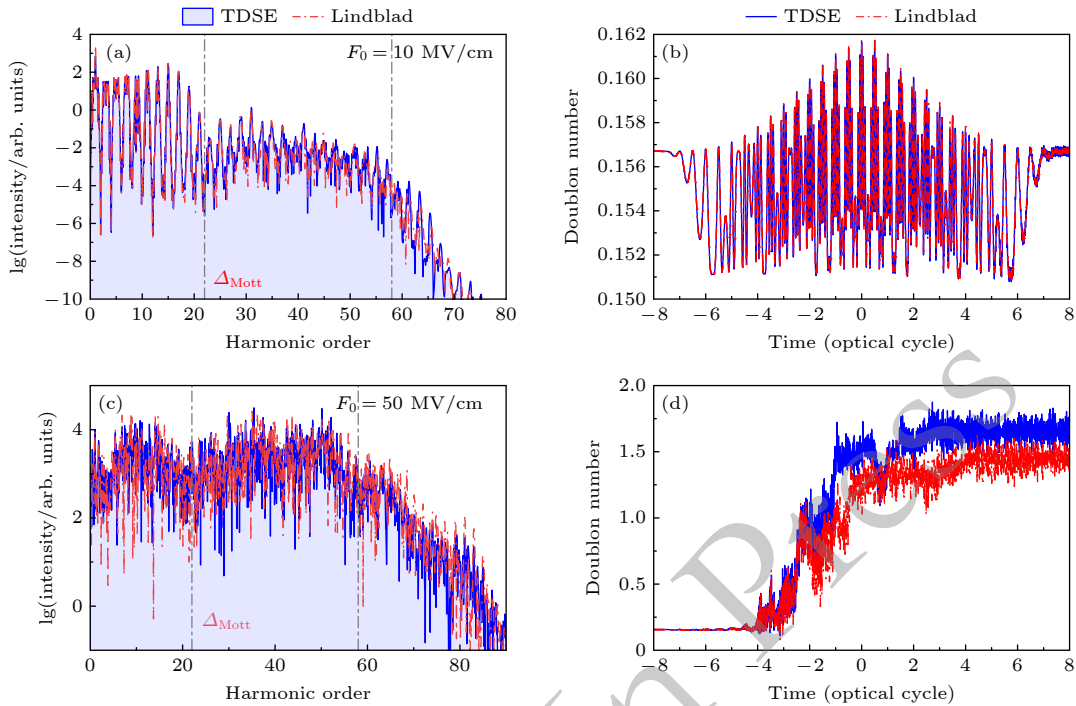 TDSE Lindblad
TDSE Lindblad
(a) F₀ = 10 MV/cm
lg(intensity/arb. units)
4
2
0
−2
−4
−6
−8
−10
Δ_Mott
0 10 20 30 40 50 60 70 80
Harmonic order
(b)
Doublon number
0.162
0.160
0.158
0.156
0.154
0.152
0.150
−8 −6 −4 −2 0 2 4 6 8
Time (optical cycle)
(c) F₀ = 50 MV/cm
lg(intensity/arb. units)
4
2
0
Δ_Mott
0 20 40 60 80
Harmonic order
(d)
Doublon number
2.0
1.5
1.0
0.5
0
−8 −6 −4 −2 0 2 4 6 8
Time (optical cycle)
In Press